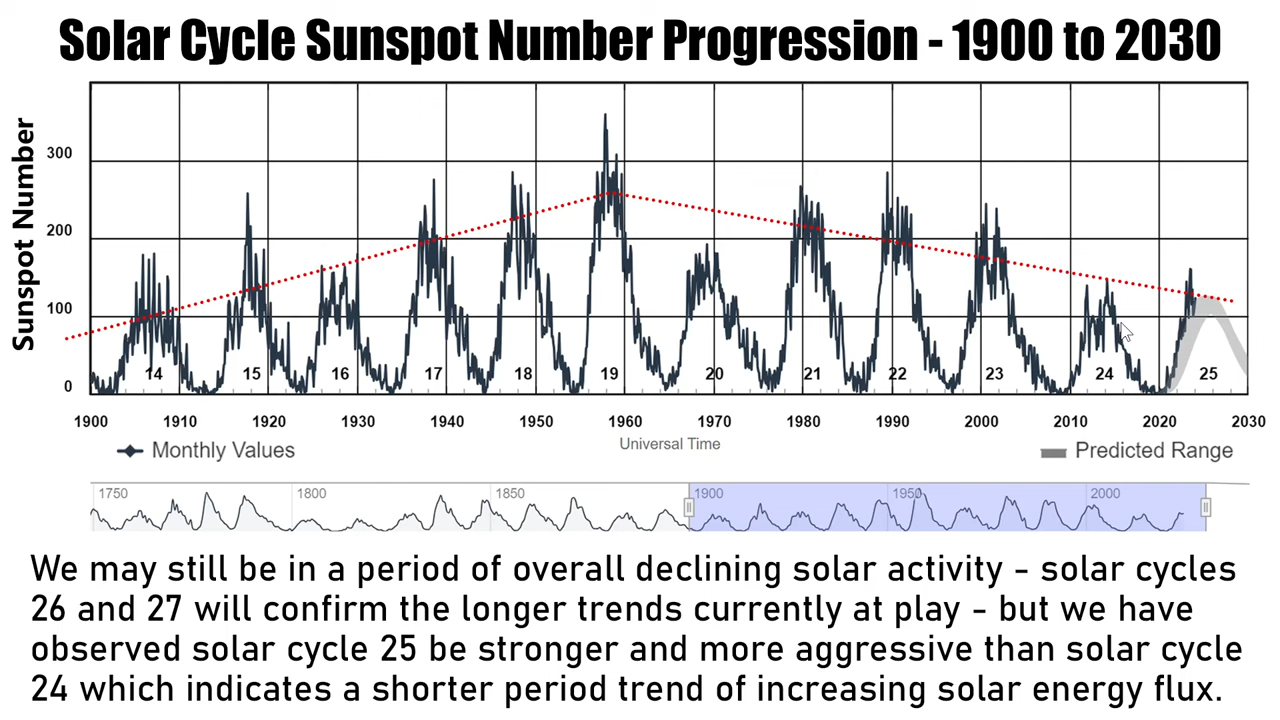 Solar Cycle Sunspot Number Progression - 1900 to 2030
Sunspot Number
300
200
100
0
14 15 16 17 18 19 20 21 22 23 24 25
1900 1910 1920 1930 1940 1950 1960 1970 1980 1990 2000 2010 2020 2030
Monthly Values
Universal Time
Predicted Range
1750 1800 1850 1900 1950 2000
We may still be in a period of overall declining solar activity - solar cycles
26 and 27 will confirm the longer trends currently at play - but we have
observed solar cycle 25 be stronger and more aggressive than solar cycle
24 which indicates a shorter period trend of increasing solar energy flux.